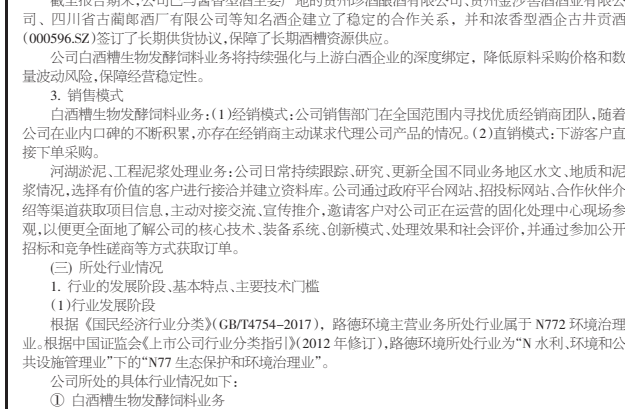 截至报告期末,公司已与酱香型酒主要产地的贵州珍酒酿酒有限公司、贵州金沙窖酒酒业有限公
司、四川省古蔺郎酒厂有限公司等知名酒企建立了稳定的合作关系，并和浓香型酒企古井贡酒
(000596.SZ)签订了长期供货协议,保障了长期酒糟资源供应。
公司白酒糟生物发酵饲料业务将持续强化与上游白酒企业的深度绑定，降低原料采购价格和数
量波动风险,保障经营稳定性。
3. 销售模式
白酒糟生物发酵饲料业务:(1)经销模式:公司销售部门在全国范围内寻找优质经销商团队,随着
公司在业内口碑的不断积累,亦存在经销商主动谋求代理公司产品的情况。(2)直销模式:下游客户直
接下单采购。
河湖淤泥、工程泥浆处理业务:公司日常持续跟踪、研究、更新全国不同业务地区水文、地质和泥
浆情况,选择有价值的客户进行接洽并建立资料库。公司通过政府平台网站、招投标网站、合作伙伴介
绍等渠道获取项目信息,主动对接交流、宣传推介,邀请客户对公司正在运营的固化处理中心现场参
观,以便更全面地了解公司的核心技术、装备系统、创新模式、处理效果和社会评价,并通过参加公开
招标和竞争性磋商等方式获取订单。
(三) 所处行业情况
1. 行业的发展阶段、基本特点、主要技术门槛
(1)行业发展阶段
根据《国民经济行业分类》(GB/T4754-2017)，路德环境主营业务所处行业属于 N772 环境治理
业。根据中国证监会《上市公司行业分类指引》(2012 年修订),路德环境所处行业为“N 水利、环境和公
共设施管理业”下的“N77 生态保护和环境治理业”。
公司所处的具体行业情况如下：
① 白酒糟生物发酵饲料业务